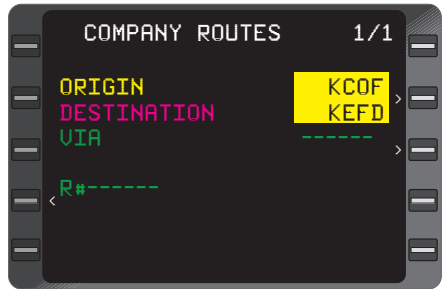 COMPANY ROUTES 1/1
ORIGIN KCOF
DESTINATION KEFD >
VIA ------ >
<R#------